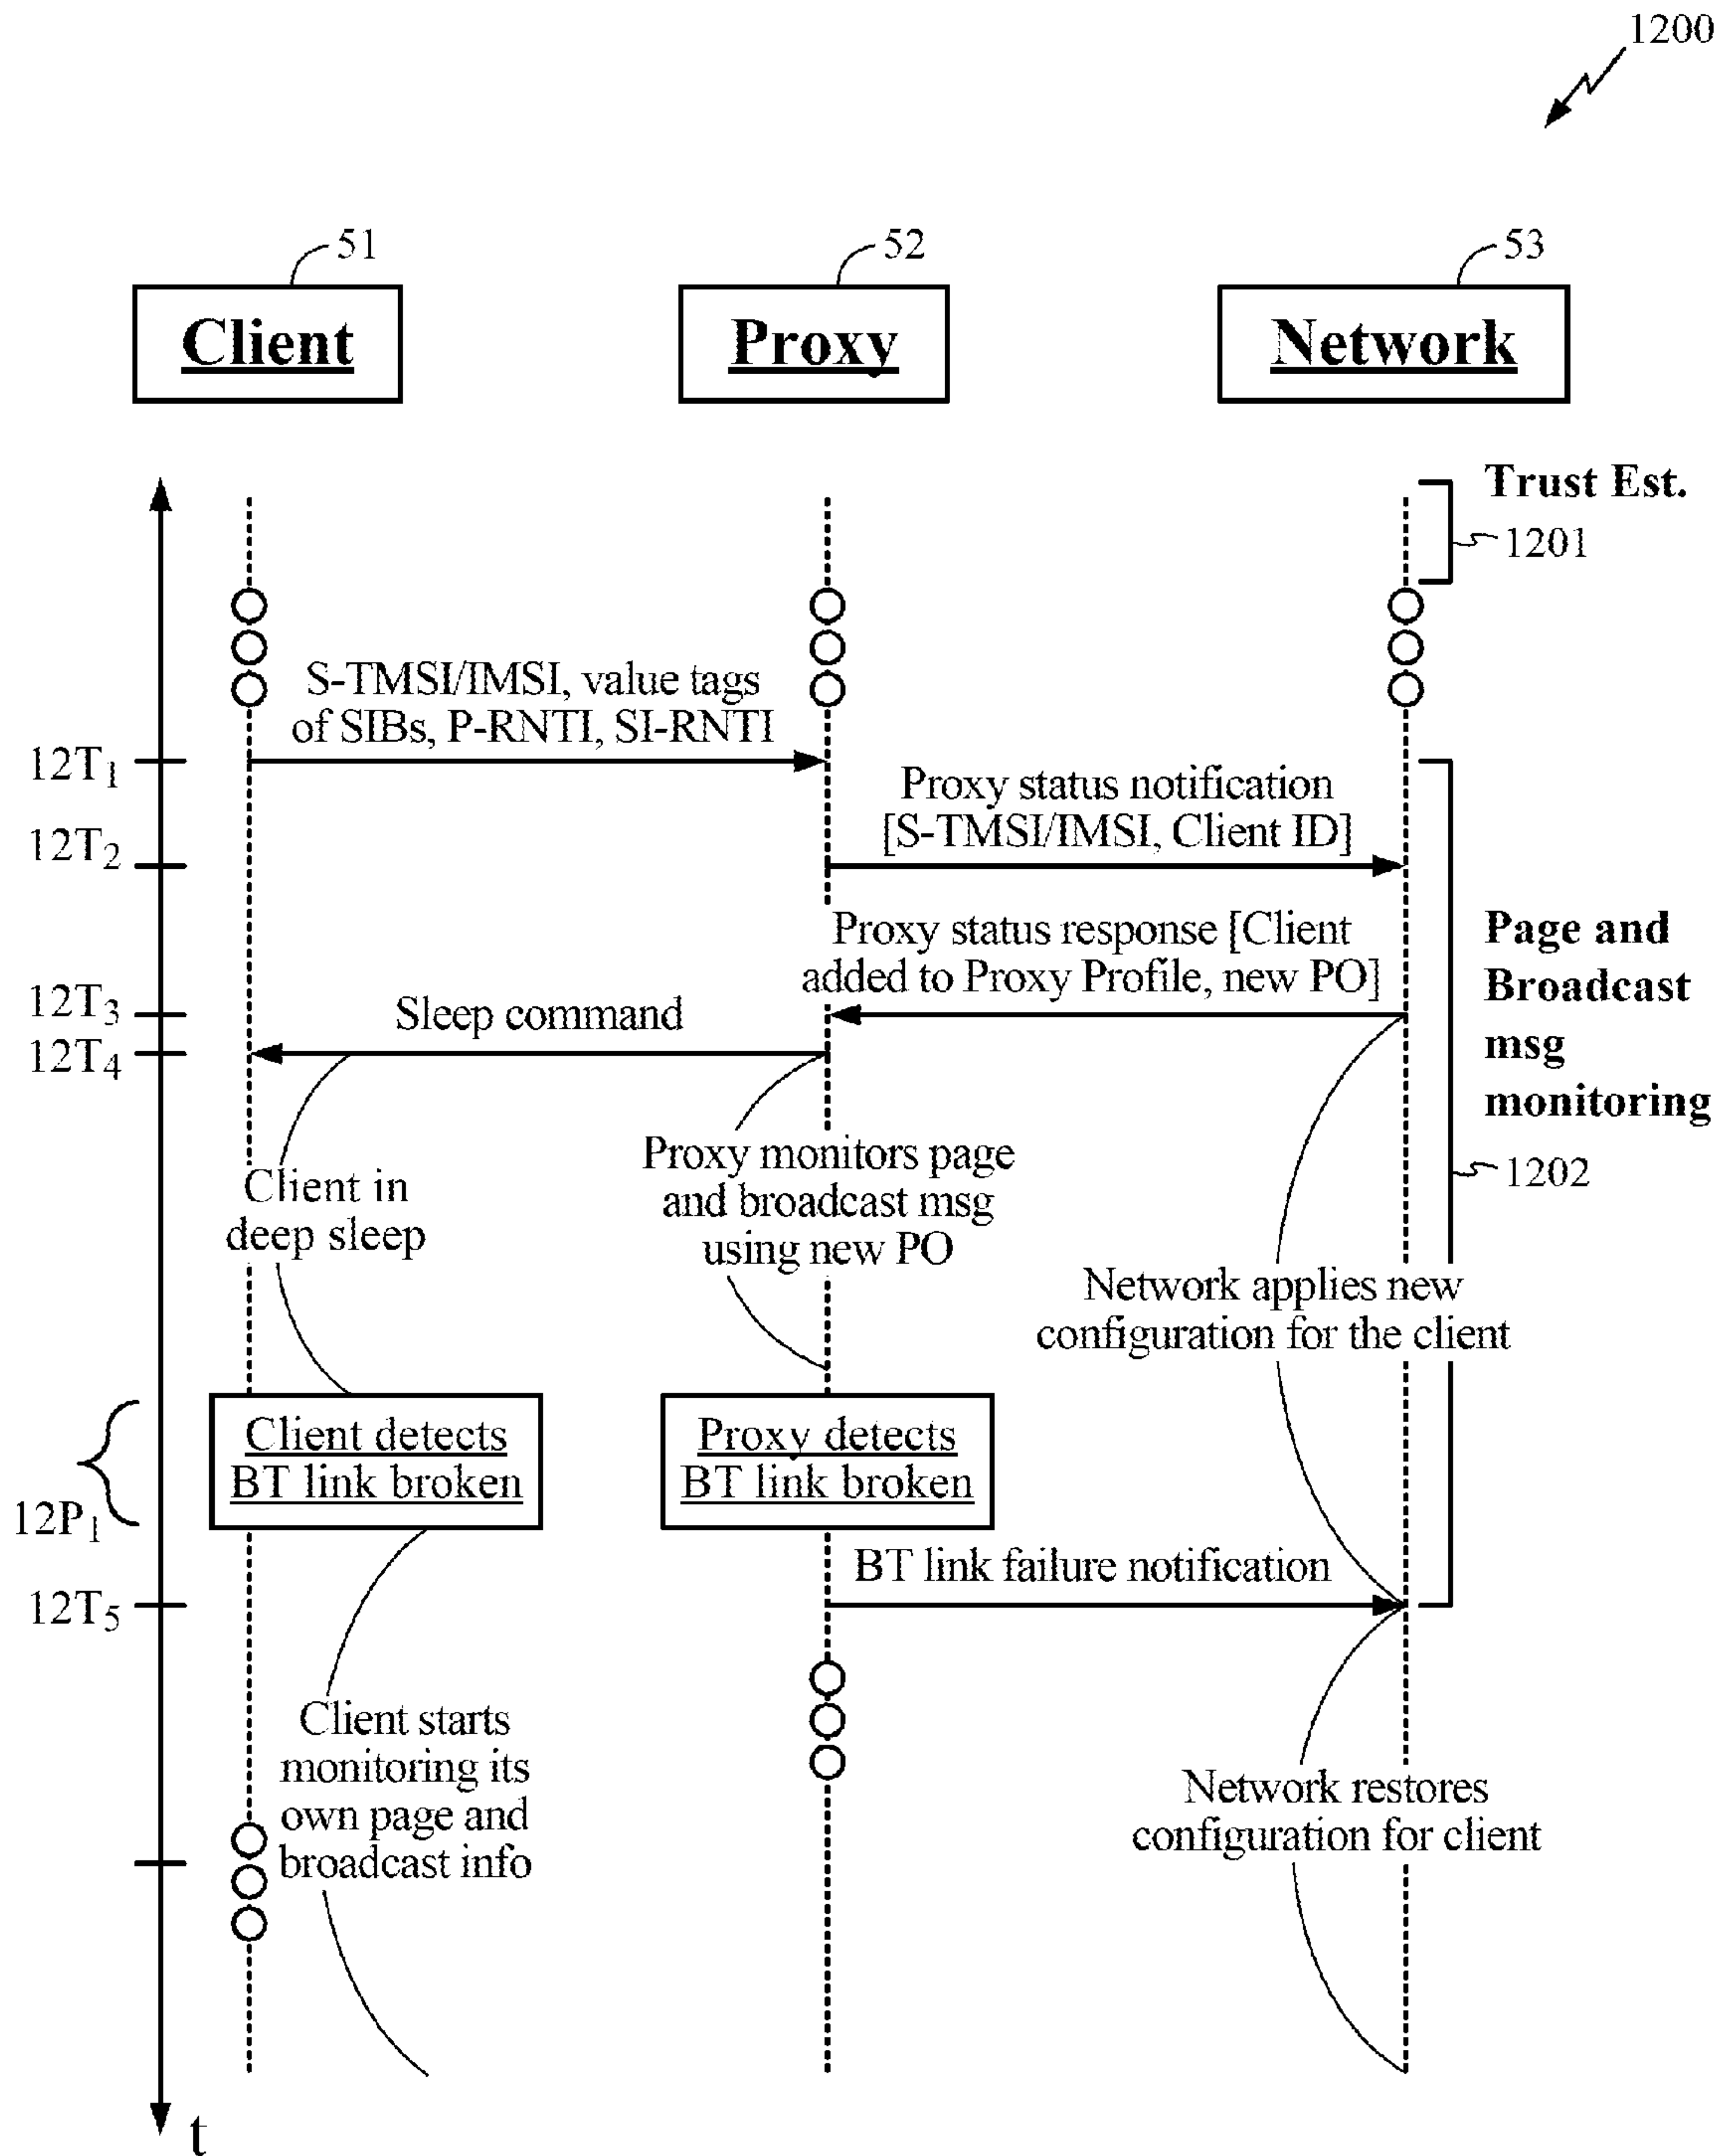 1200
51
52
53
Client
Proxy
Network
Trust Est.
1201
S-TMSI/IMSI, value tags
of SIBs, P-RNTI, SI-RNTI
12T1
Proxy status notification
[S-TMSI/IMSI, Client ID]
12T2
Proxy status response [Client
added to Proxy Profile, new PO]
Page and
Broadcast
msg
monitoring
1202
12T3
Sleep command
12T4
Client in
deep sleep
Proxy monitors page
and broadcast msg
using new PO
Network applies new
configuration for the client
12P1
Client detects
BT link broken
Proxy detects
BT link broken
BT link failure notification
12T5
Client starts
monitoring its
own page and
broadcast info
Network restores
configuration for client
t